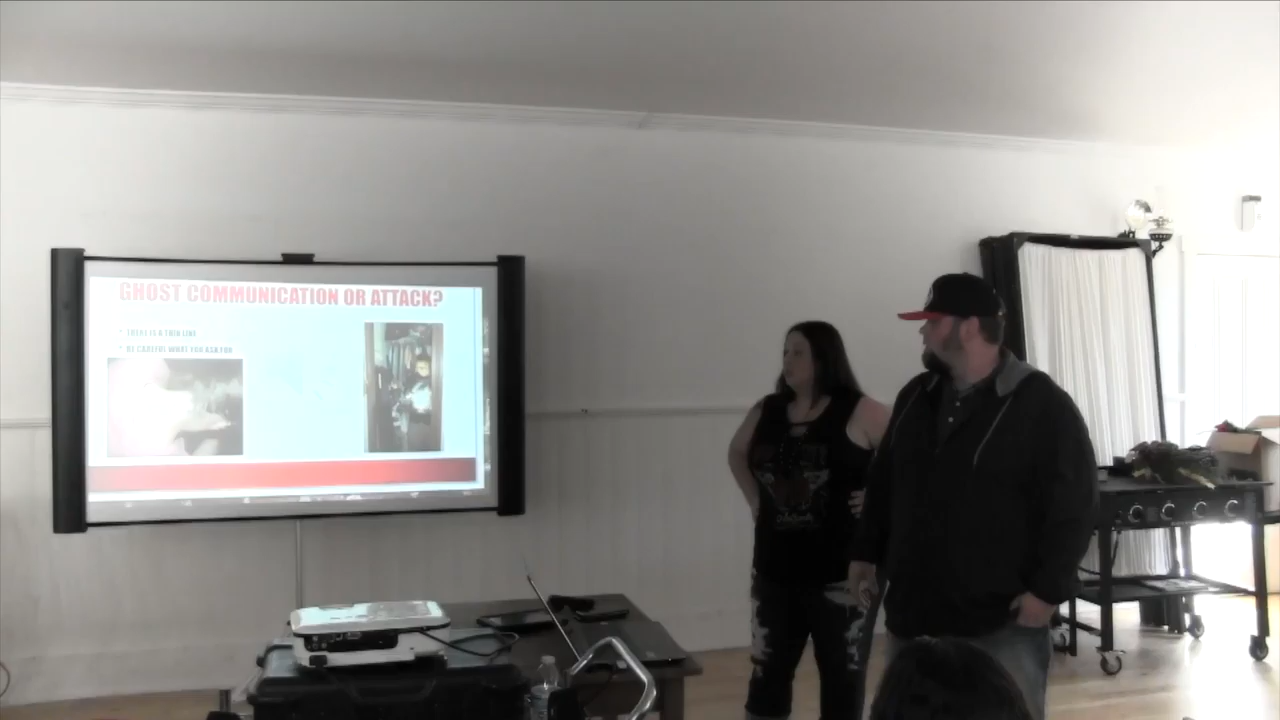 GHOST COMMUNICATION OR ATTACK?
• THERE IS A THIN LINE
• BE CAREFUL WHAT YOU ASK FOR